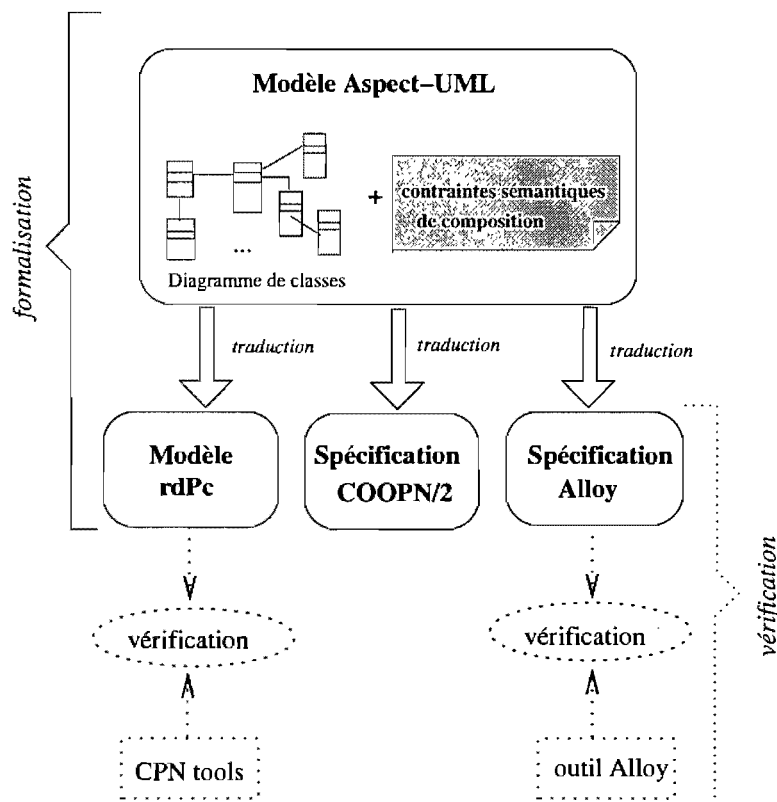 Modèle Aspect–UML
contraintes sémantiques
+
de composition
...
Diagramme de classes
formalisation
traduction
traduction
traduction
Modèle
rdPc
Spécification
COOPN/2
Spécification
Alloy
vérification
vérification
vérification
CPN tools
outil Alloy